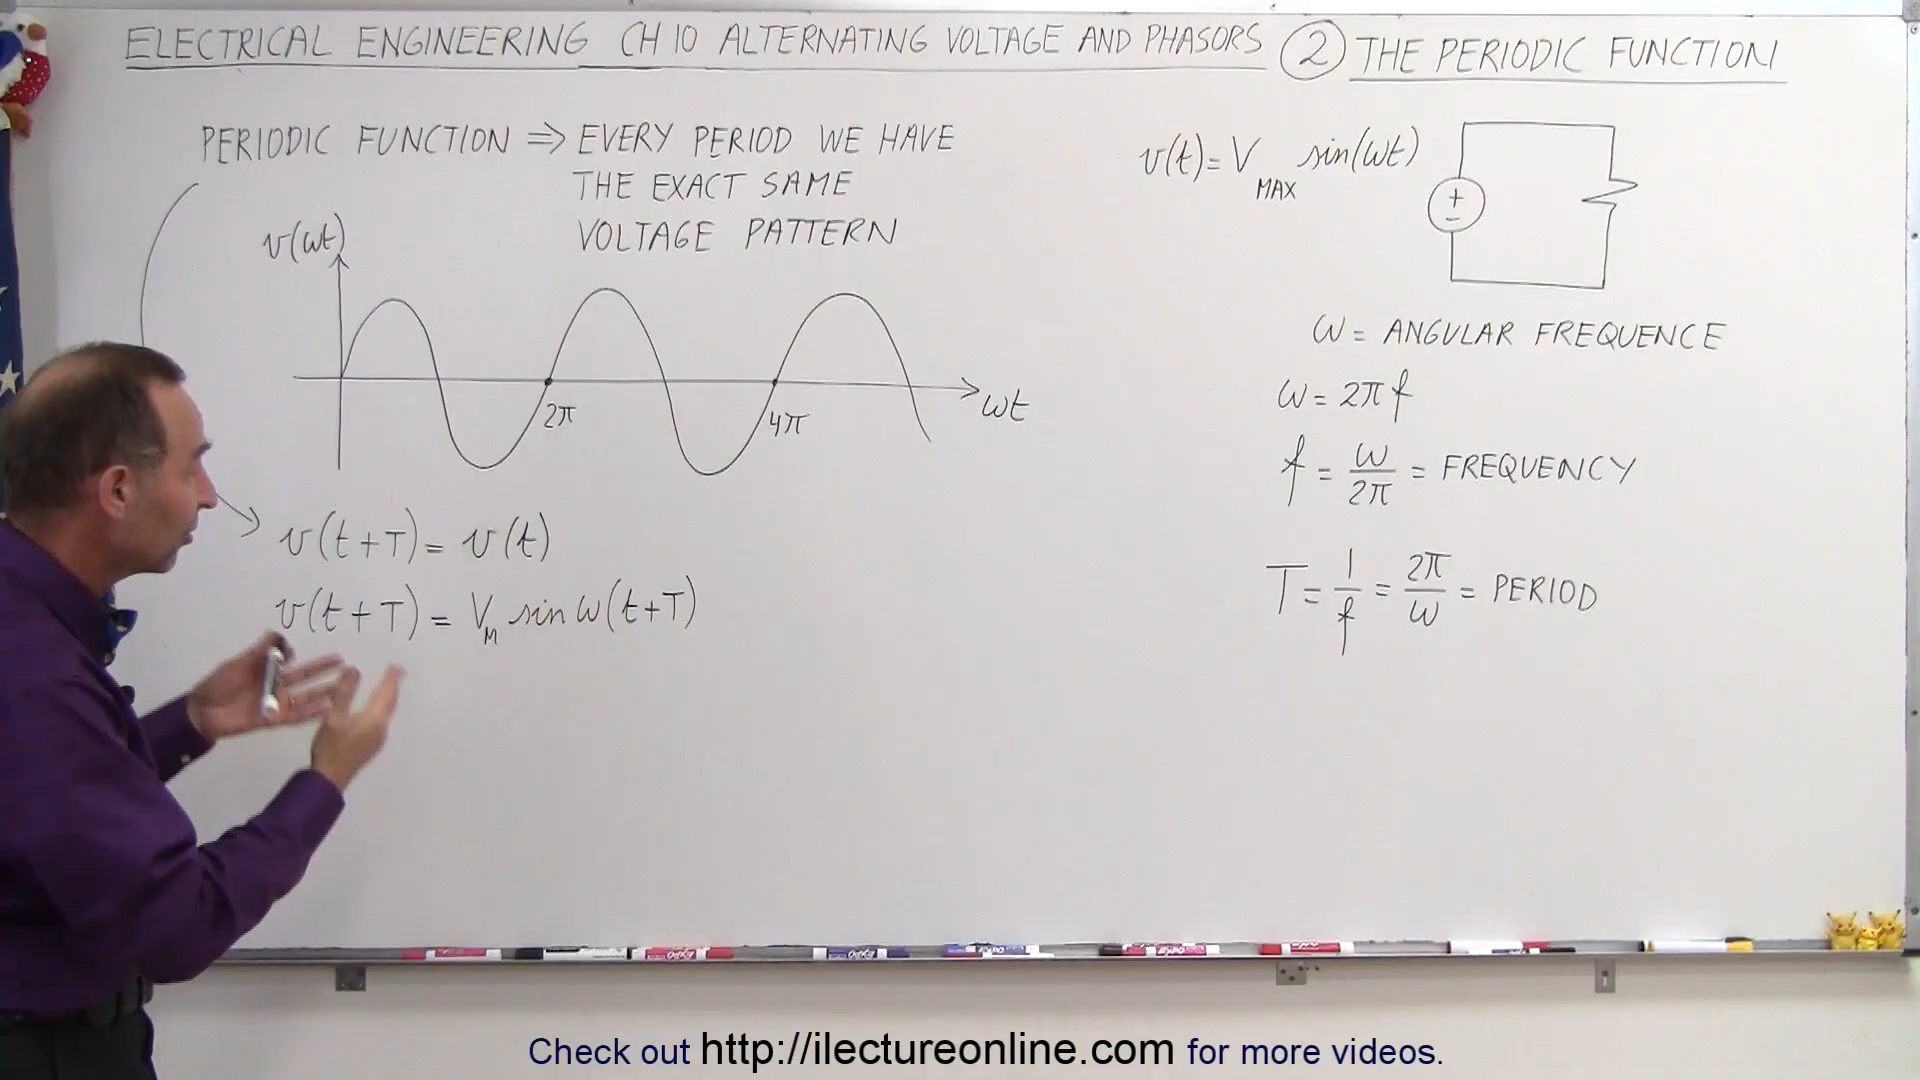 ELECTRICAL ENGINEERING CH 10 ALTERNATING VOLTAGE AND PHASORS ② THE PERIODIC FUNCTION
PERIODIC FUNCTION ⇒ EVERY PERIOD WE HAVE
THE EXACT SAME
VOLTAGE PATTERN
v(ωt)
2π
4π
ωt
v(t+T) = v(t)
v(t+T) = V_M sin ω(t+T)
v(t) = V_MAX sin(ωt)
+
−
ω = ANGULAR FREQUENCE
ω = 2πf
f = ω/2π = FREQUENCY
T = 1/f = 2π/ω = PERIOD
Check out http://ilectureonline.com for more videos.